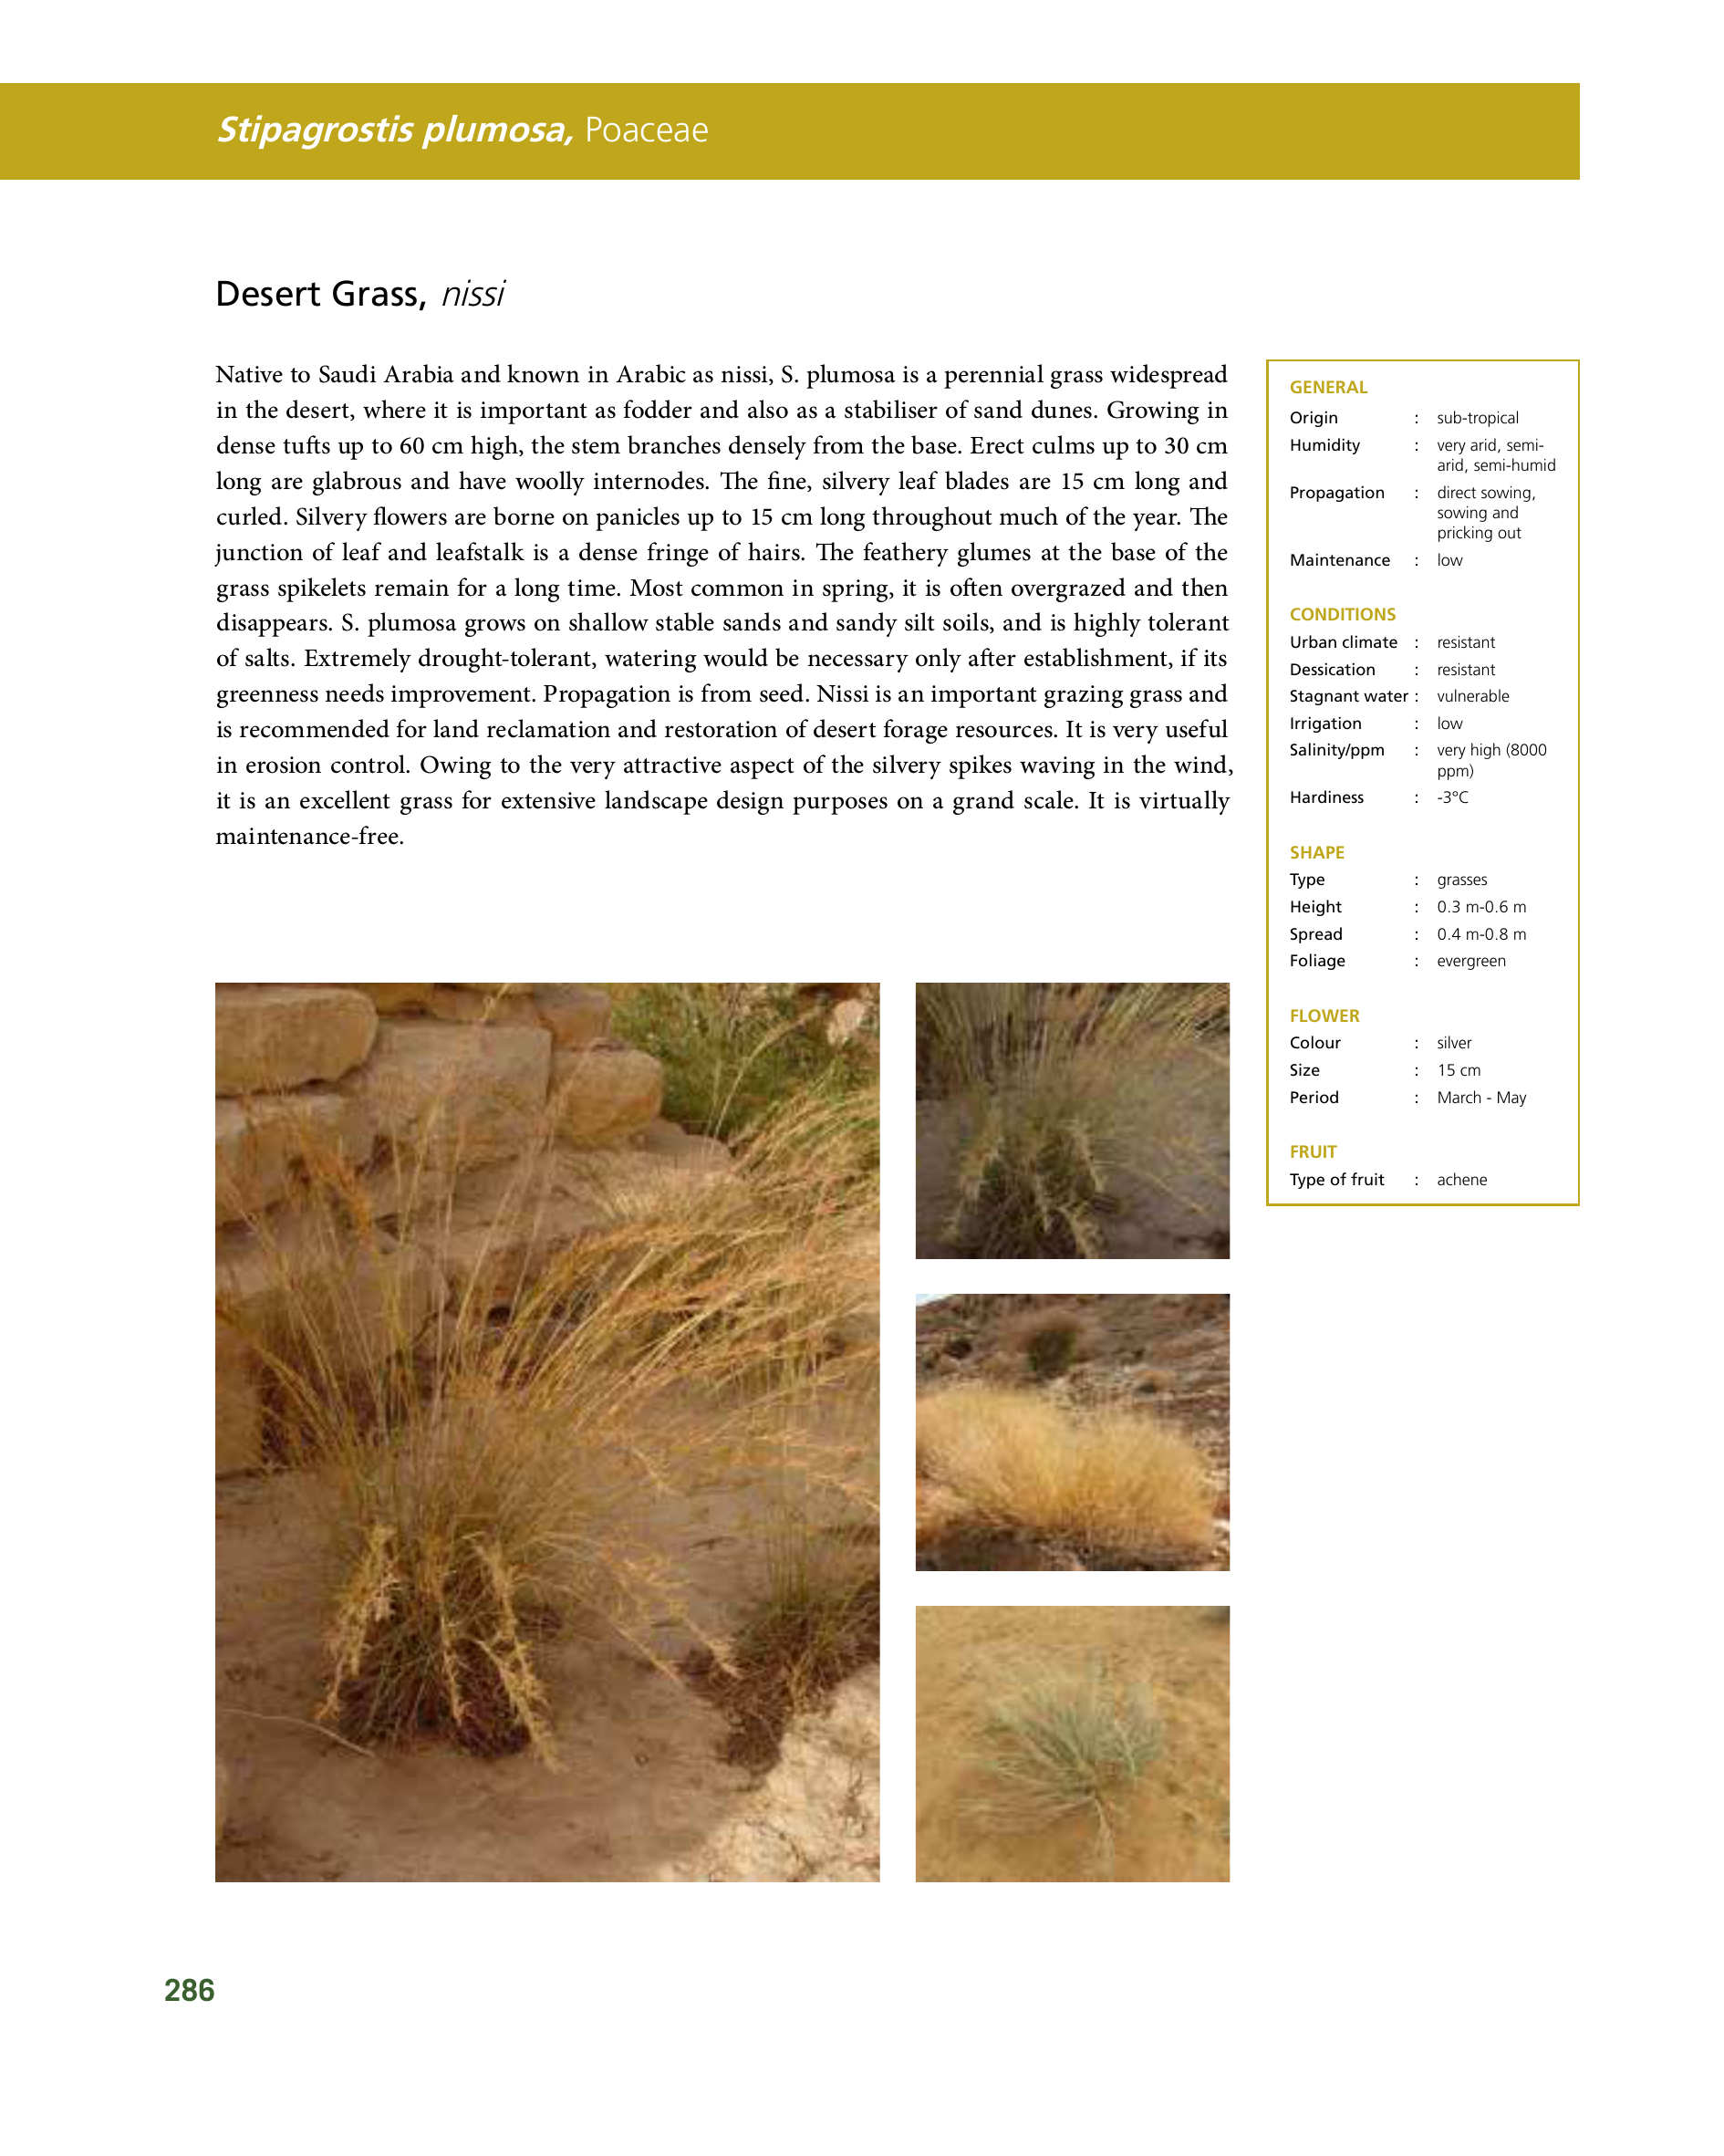 Stipagrostis plumosa, Poaceae
Desert Grass, nissi
Native to Saudi Arabia and known in Arabic as nissi, S. plumosa is a perennial grass widespread
in the desert, where it is important as fodder and also as a stabiliser of sand dunes. Growing in
dense tufts up to 60 cm high, the stem branches densely from the base. Erect culms up to 30 cm
long are glabrous and have woolly internodes. The fine, silvery leaf blades are 15 cm long and
curled. Silvery flowers are borne on panicles up to 15 cm long throughout much of the year. The
junction of leaf and leafstalk is a dense fringe of hairs. The feathery glumes at the base of the
grass spikelets remain for a long time. Most common in spring, it is often overgrazed and then
disappears. S. plumosa grows on shallow stable sands and sandy silt soils, and is highly tolerant
of salts. Extremely drought-tolerant, watering would be necessary only after establishment, if its
greenness needs improvement. Propagation is from seed. Nissi is an important grazing grass and
is recommended for land reclamation and restoration of desert forage resources. It is very useful
in erosion control. Owing to the very attractive aspect of the silvery spikes waving in the wind,
it is an excellent grass for extensive landscape design purposes on a grand scale. It is virtually
maintenance-free.
GENERAL
Origin : sub-tropical
Humidity : very arid, semi-
arid, semi-humid
Propagation : direct sowing,
sowing and
pricking out
Maintenance : low
CONDITIONS
Urban climate : resistant
Dessication : resistant
Stagnant water : vulnerable
Irrigation : low
Salinity/ppm : very high (8000
ppm)
Hardiness : -3°C
SHAPE
Type : grasses
Height : 0.3 m-0.6 m
Spread : 0.4 m-0.8 m
Foliage : evergreen
FLOWER
Colour : silver
Size : 15 cm
Period : March - May
FRUIT
Type of fruit : achene
286